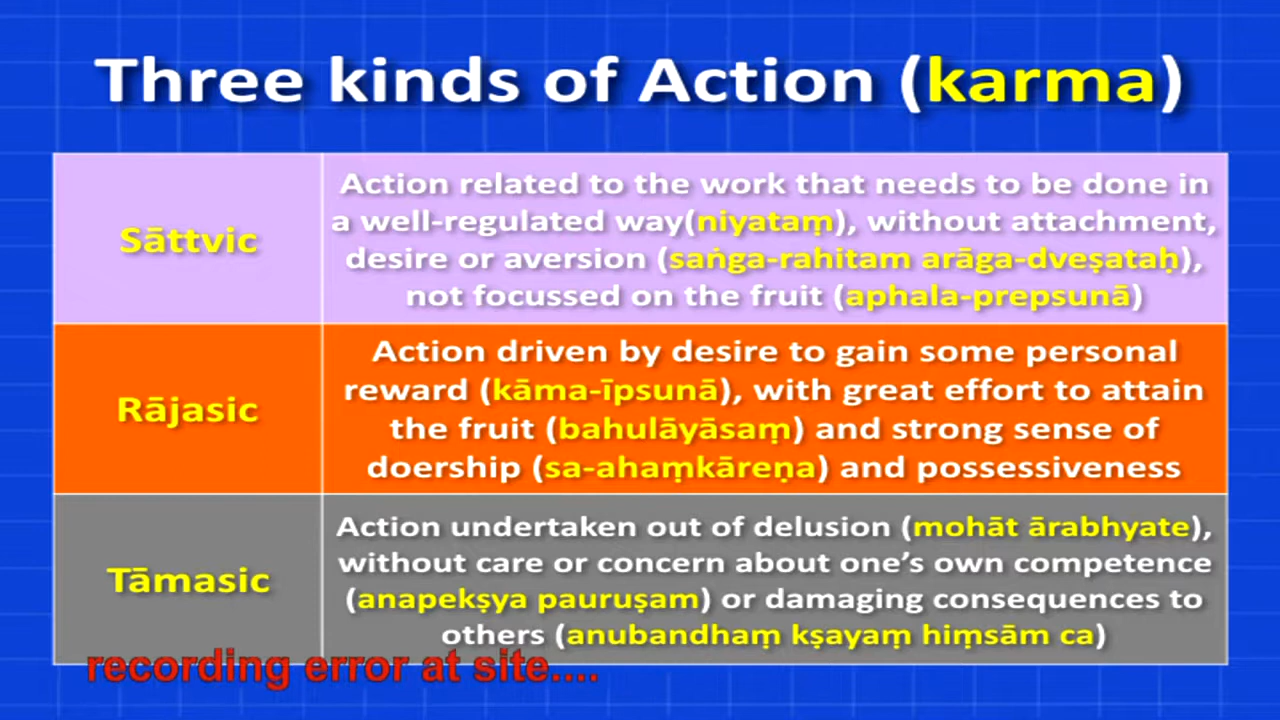 Three kinds of Action (karma)
Sāttvic
Action related to the work that needs to be done in
a well-regulated way(niyataṃ), without attachment,
desire or aversion (saṅga-rahitam arāga-dveṣataḥ),
not focussed on the fruit (aphala-prepsunā)
Rājasic
Action driven by desire to gain some personal
reward (kāma-īpsunā), with great effort to attain
the fruit (bahulāyāsaṃ) and strong sense of
doership (sa-ahaṃkāreṇa) and possessiveness
Tāmasic
Action undertaken out of delusion (mohāt ārabhyate),
without care or concern about one’s own competence
(anapekṣya pauruṣam) or damaging consequences to
others (anubandhaṃ kṣayaṃ hiṃsām ca)
recording error at site....